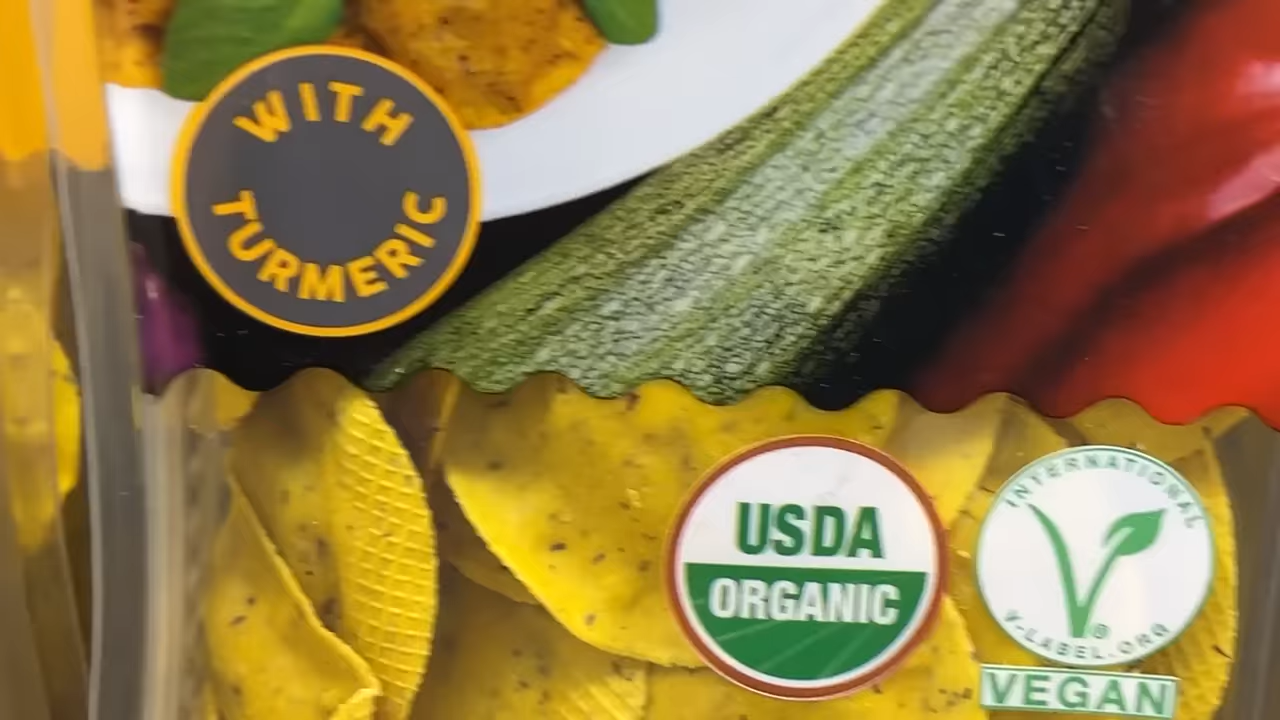 WITH
TURMERIC
USDA
ORGANIC
INTERNATIONAL
V-LABEL.ORG
®
VEGAN